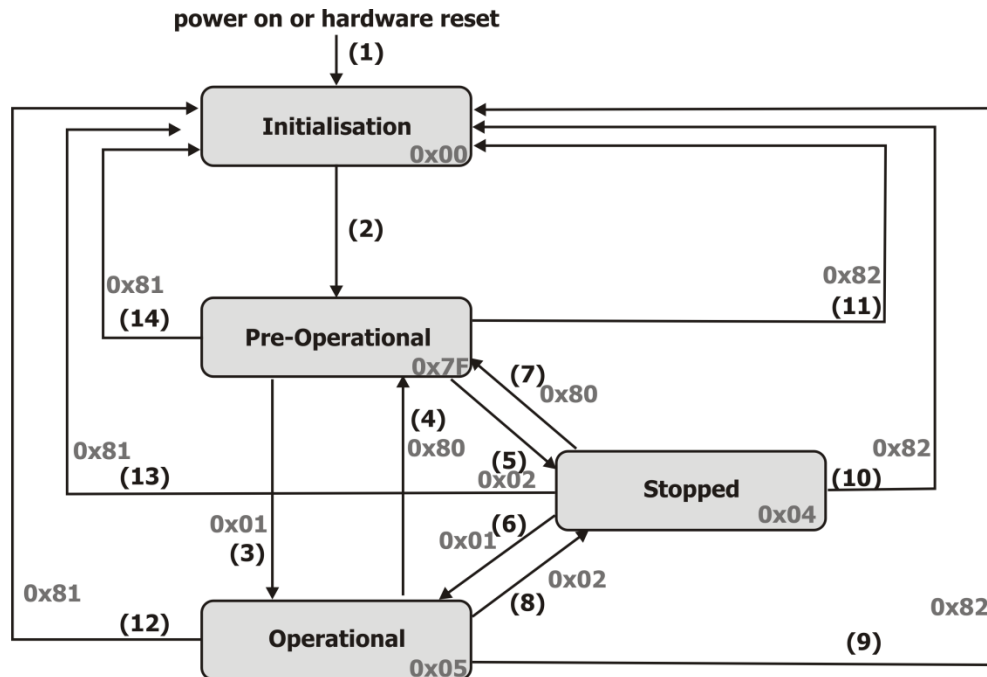 power on or hardware reset
(1)
Initialisation
0x00
(2)
0x81
0x82
(14)
(11)
Pre-Operational
0x7F
(7)
0x80
(4)
0x80
0x81
(5)
0x82
(13)
0x02
Stopped
(10)
0x04
0x01
(6)
0x01
(3)
0x02
0x81
(8)
0x82
(12)
Operational
(9)
0x05